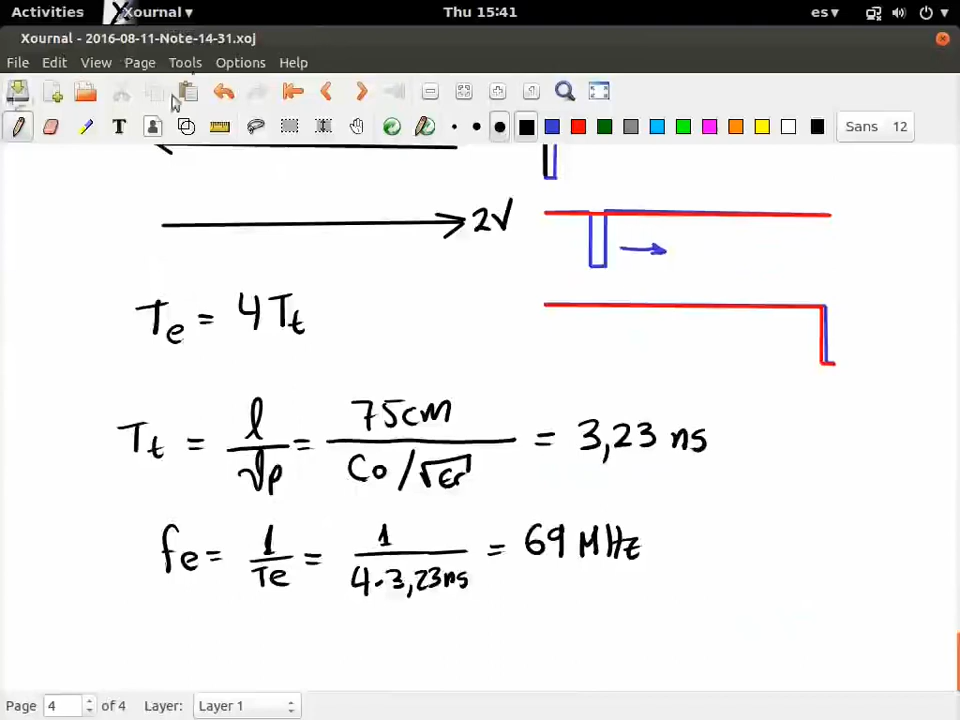 Activities Xournal ▾ Thu 15:41 es ▾
Xournal - 2016-08-11-Note-14-31.xoj
File Edit View Page Tools Options Help
T Sans 12
2V
Te = 4Tt
Tt = l/vp = 75cm/(Co/√εr) = 3,23 ns
fe = 1/Te = 1/(4·3,23ns) = 69 MHz
Page 4 of 4 Layer: Layer 1